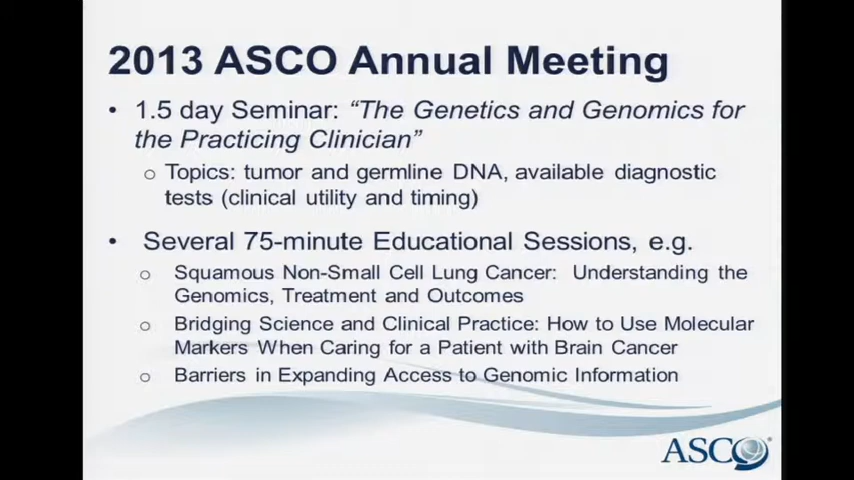 2013 ASCO Annual Meeting
• 1.5 day Seminar: “The Genetics and Genomics for
the Practicing Clinician”
o Topics: tumor and germline DNA, available diagnostic
tests (clinical utility and timing)
• Several 75-minute Educational Sessions, e.g.
o Squamous Non-Small Cell Lung Cancer: Understanding the
Genomics, Treatment and Outcomes
o Bridging Science and Clinical Practice: How to Use Molecular
Markers When Caring for a Patient with Brain Cancer
o Barriers in Expanding Access to Genomic Information
ASCO®